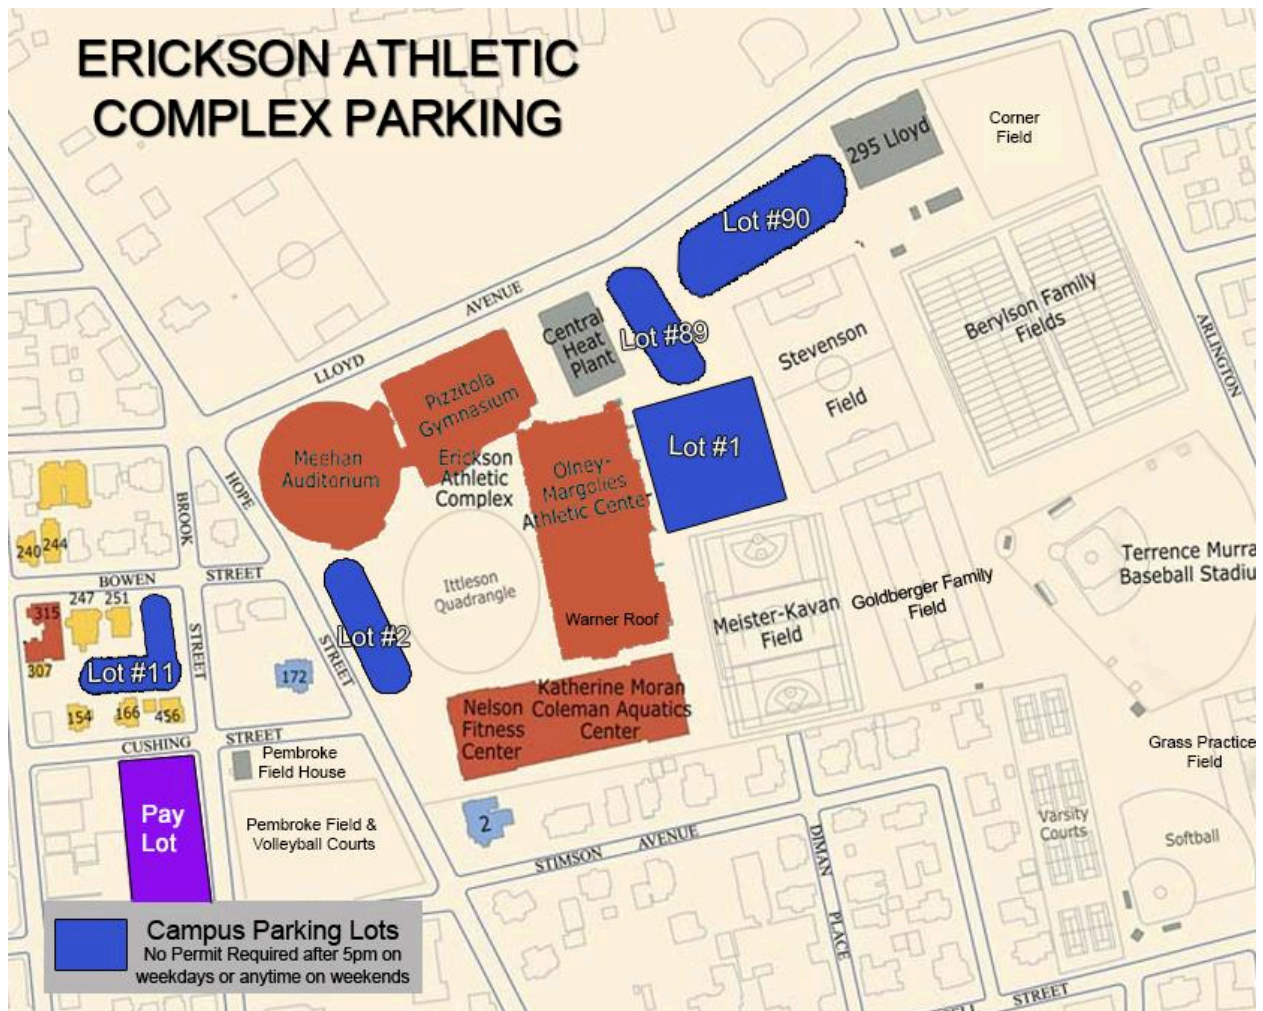 ERICKSON ATHLETIC
COMPLEX PARKING
Corner
Field
295 Lloyd
Lot #90
AVENUE
LLOYD
Central
Heat
Plant
Lot #89
Stevenson
Field
Berylson Family
Fields
ARLINGTON
Pizzitola
Gymnasium
Meehan
Auditorium
Erickson
Athletic
Complex
Olney-
Margolies
Athletic Center
Lot #1
HOPE
STREET
BROOK
STREET
240
244
BOWEN
STREET
Ittleson
Quadrangle
Warner Roof
Meister-Kavan
Field
Goldberger Family
Field
Terrence Murra
Baseball Stadiu
315
247
251
307
Lot #11
Lot #2
172
154
166
456
CUSHING
STREET
Nelson
Fitness
Center
Katherine Moran
Coleman Aquatics
Center
Pembroke
Field House
Grass Practice
Field
Pay
Lot
Pembroke Field &
Volleyball Courts
2
STIMSON AVENUE
DIMAN
PLACE
Varsity
Courts
Softball
Campus Parking Lots
No Permit Required after 5pm on
weekdays or anytime on weekends
STREET